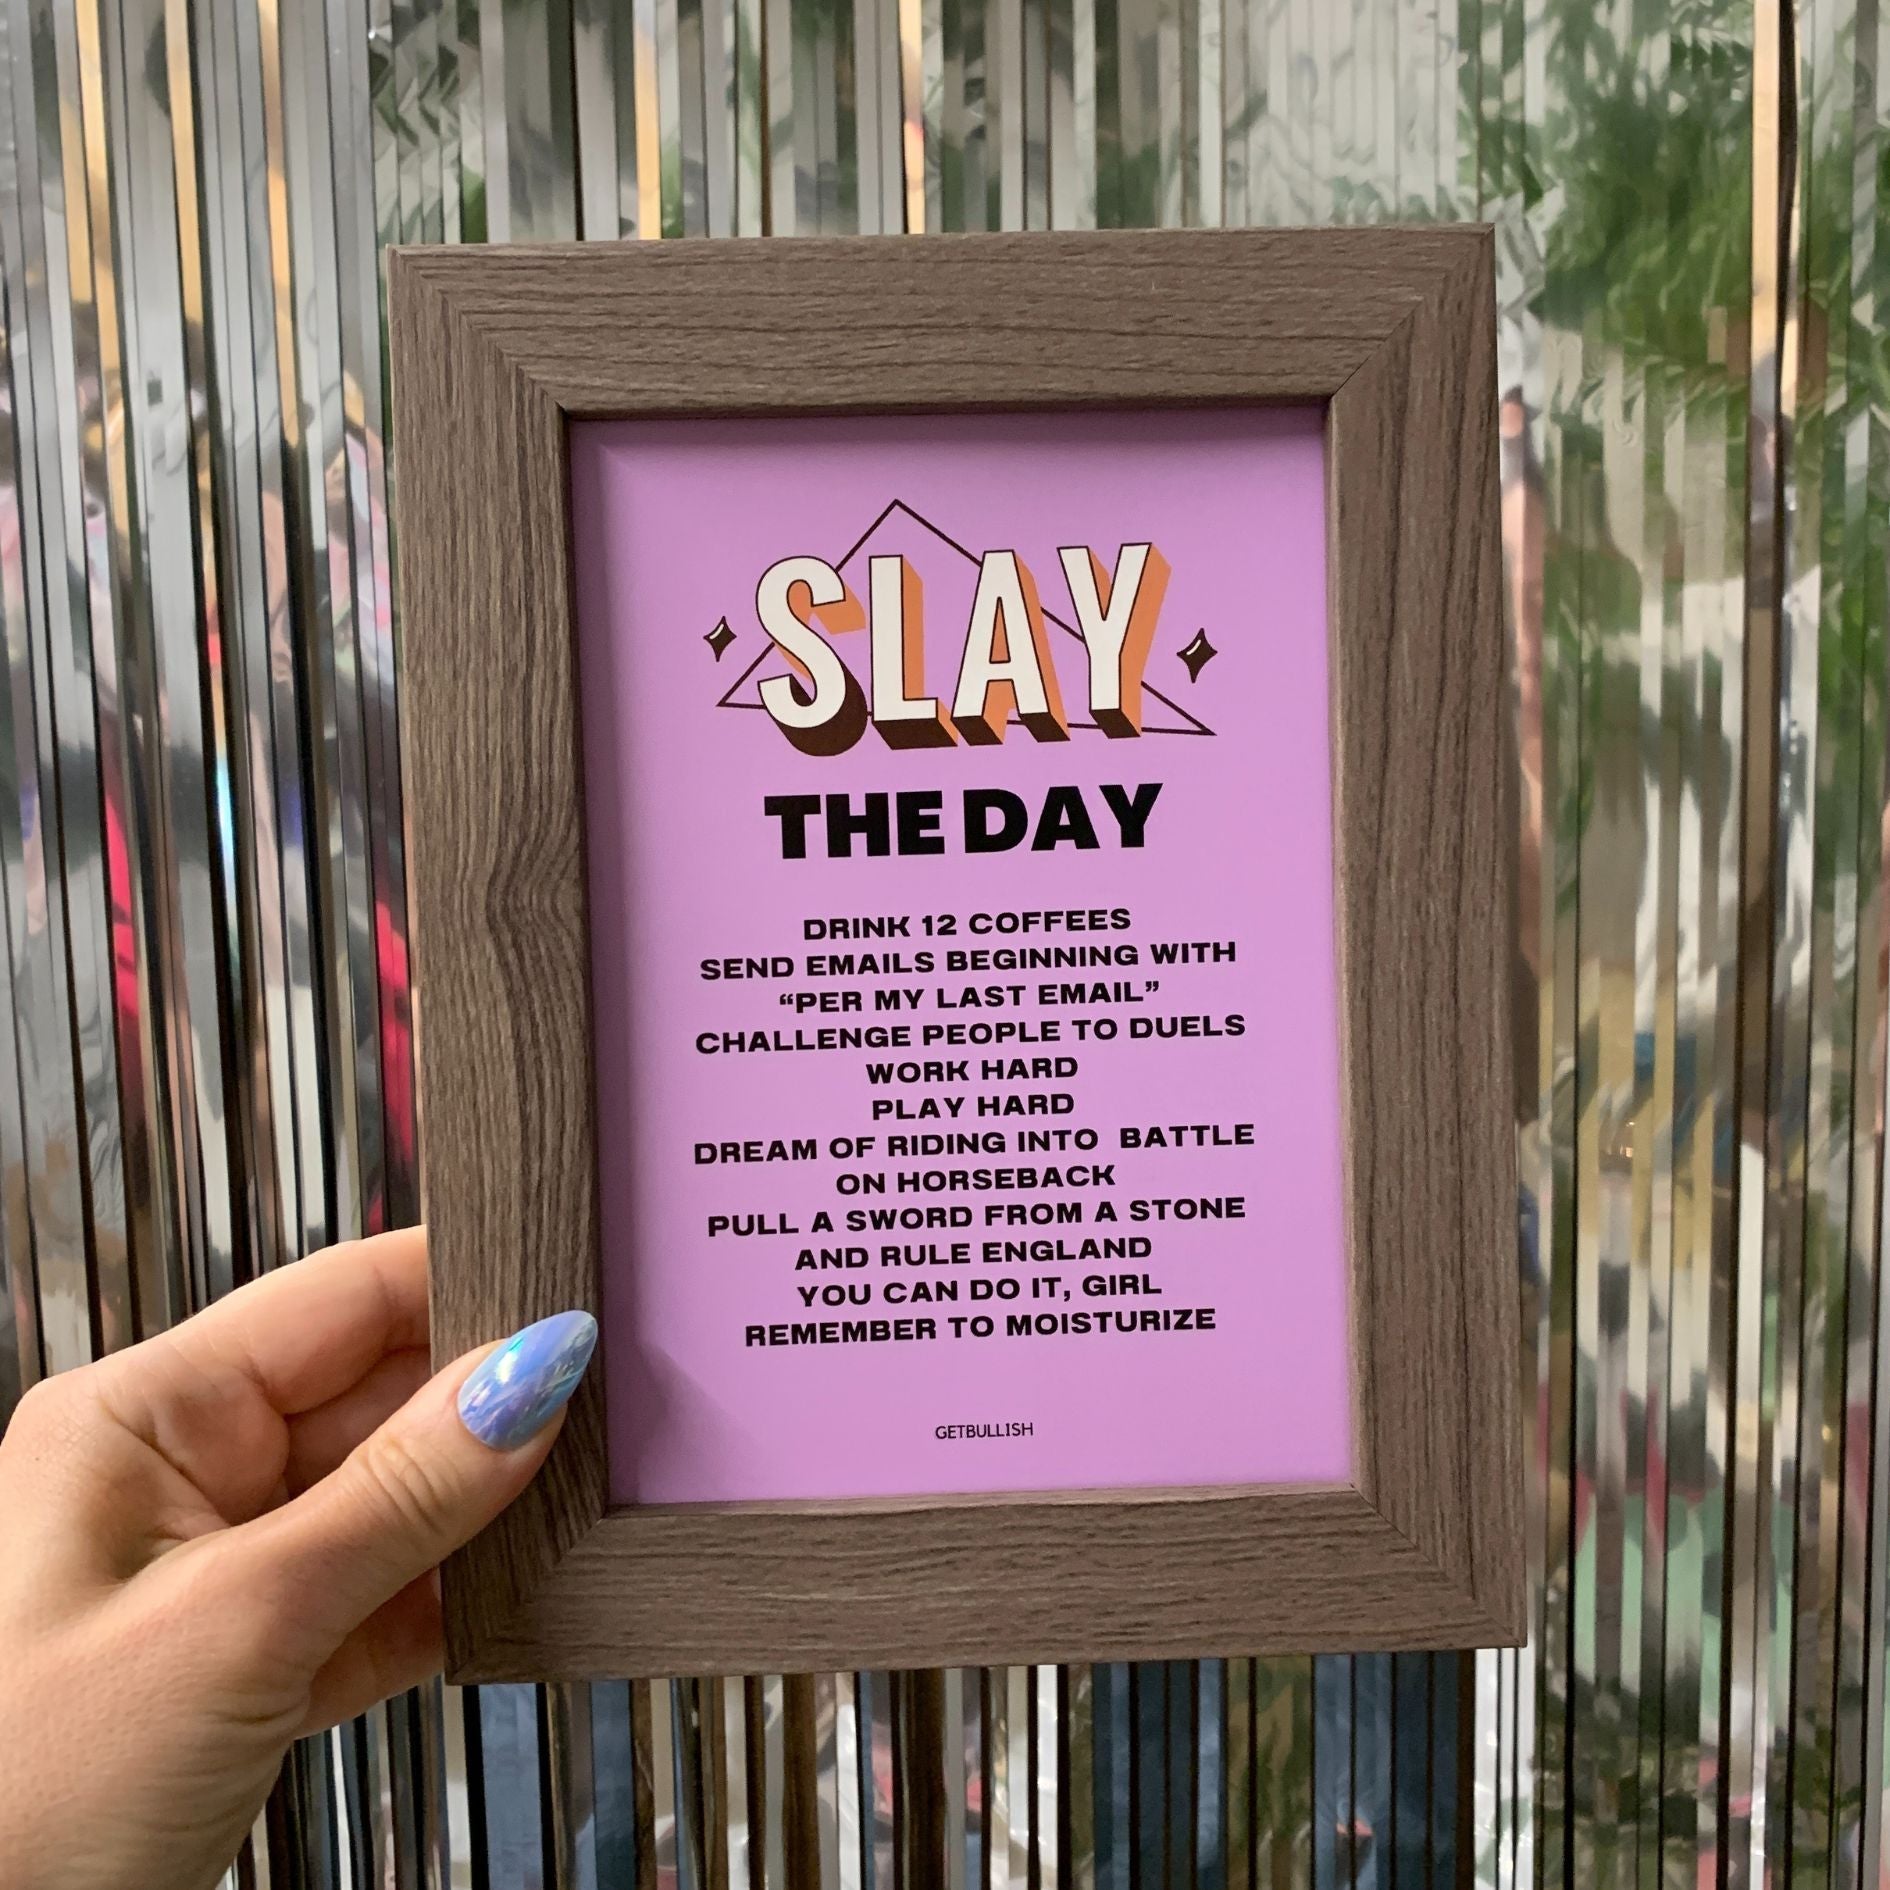 SLAY
THE DAY
DRINK 12 COFFEES
SEND EMAILS BEGINNING WITH
“PER MY LAST EMAIL”
CHALLENGE PEOPLE TO DUELS
WORK HARD
PLAY HARD
DREAM OF RIDING INTO BATTLE
ON HORSEBACK
PULL A SWORD FROM A STONE
AND RULE ENGLAND
YOU CAN DO IT, GIRL
REMEMBER TO MOISTURIZE
GETBULLISH